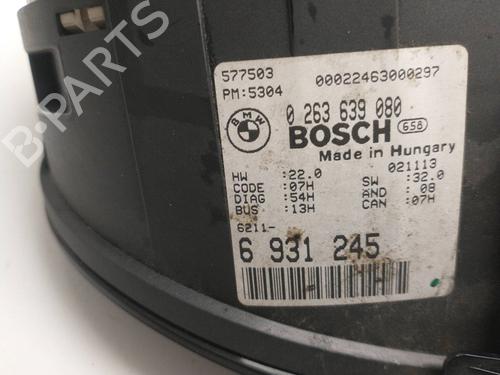 577503 00022463000297
PM:5304
BMW 0 263 639 080
BOSCH 658
Made in Hungary
021113
HW :22.0 SW :32.0
CODE :07H AND : 08
DIAG :54H CAN :07H
BUS :13H
6211-
6 931 245
B-PARTS